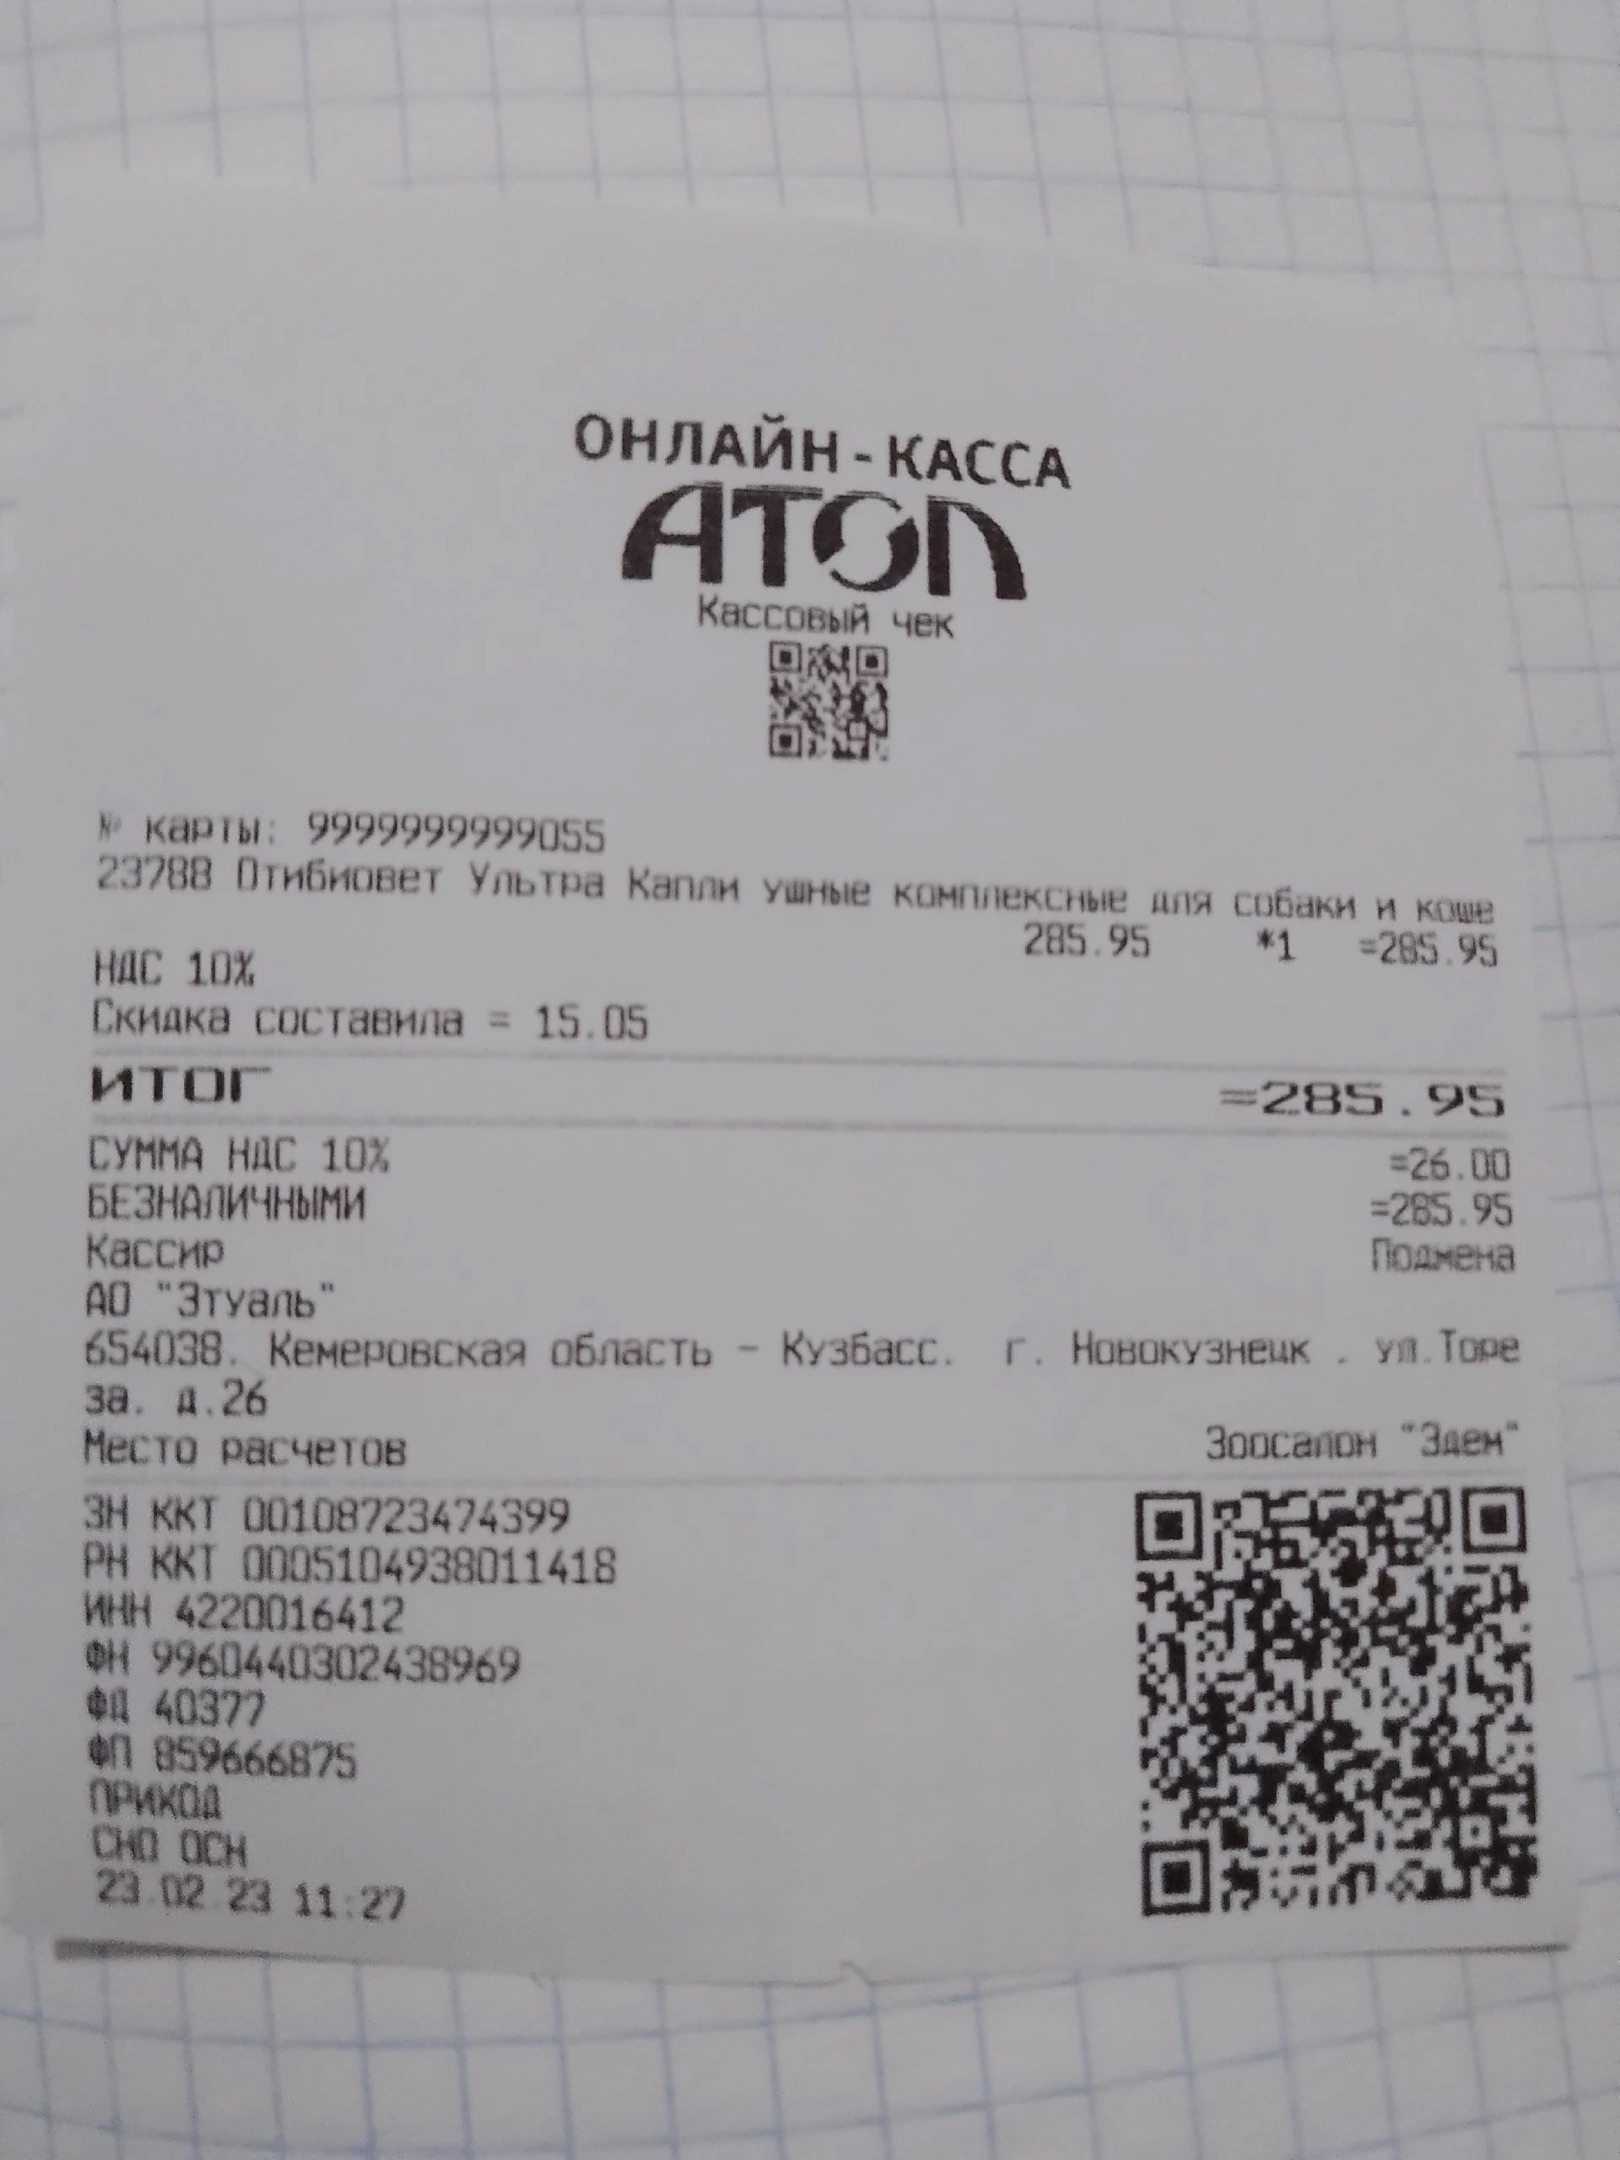 ОНЛАЙН-КАССА
АТОЛ
Кассовый чек
№ карты: 9999999999055
23788 Отибиовет Ультра Капли ушные комплексные для собаки и коше
285.95 *1 =285.95
НДС 10%
Скидка составила = 15.05
ИТОГ =285.95
СУММА НДС 10% =26.00
БЕЗНАЛИЧНЫМИ =285.95
Кассир Подмена
АО "Этуаль"
654038, Кемеровская область - Кузбасс, г. Новокузнецк , ул.Торе
за, д.26
Место расчетов Зоосалон "Эдем"
ЗН ККТ 00108723474399
РН ККТ 0005104938011418
ИНН 4220016412
ФН 9960440302438969
ФД 40377
ФП 859666875
ПРИХОД
СНО ОСН
23.02.23 11:27